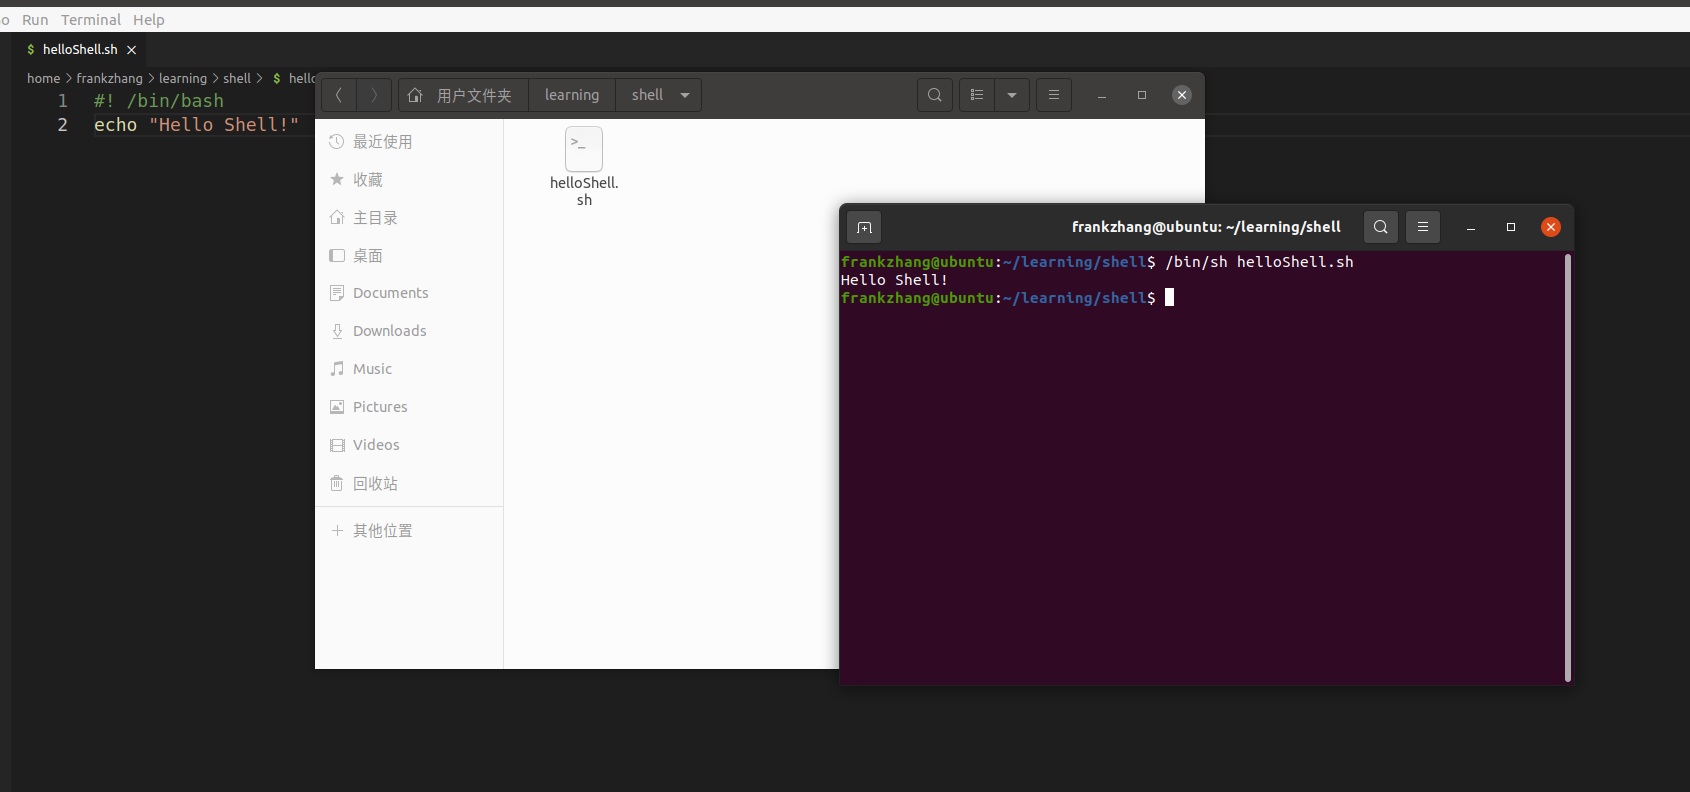 o Run Terminal Help
$ helloShell.sh ×
home > frankzhang > learning > shell > $ hello
1 #! /bin/bash
2 echo "Hello Shell!"
用户文件夹 learning shell
最近使用
收藏
主目录
桌面
Documents
Downloads
Music
Pictures
Videos
回收站
+ 其他位置
>_
helloShell.
sh
frankzhang@ubuntu: ~/learning/shell
frankzhang@ubuntu:~/learning/shell$ /bin/sh helloShell.sh
Hello Shell!
frankzhang@ubuntu:~/learning/shell$